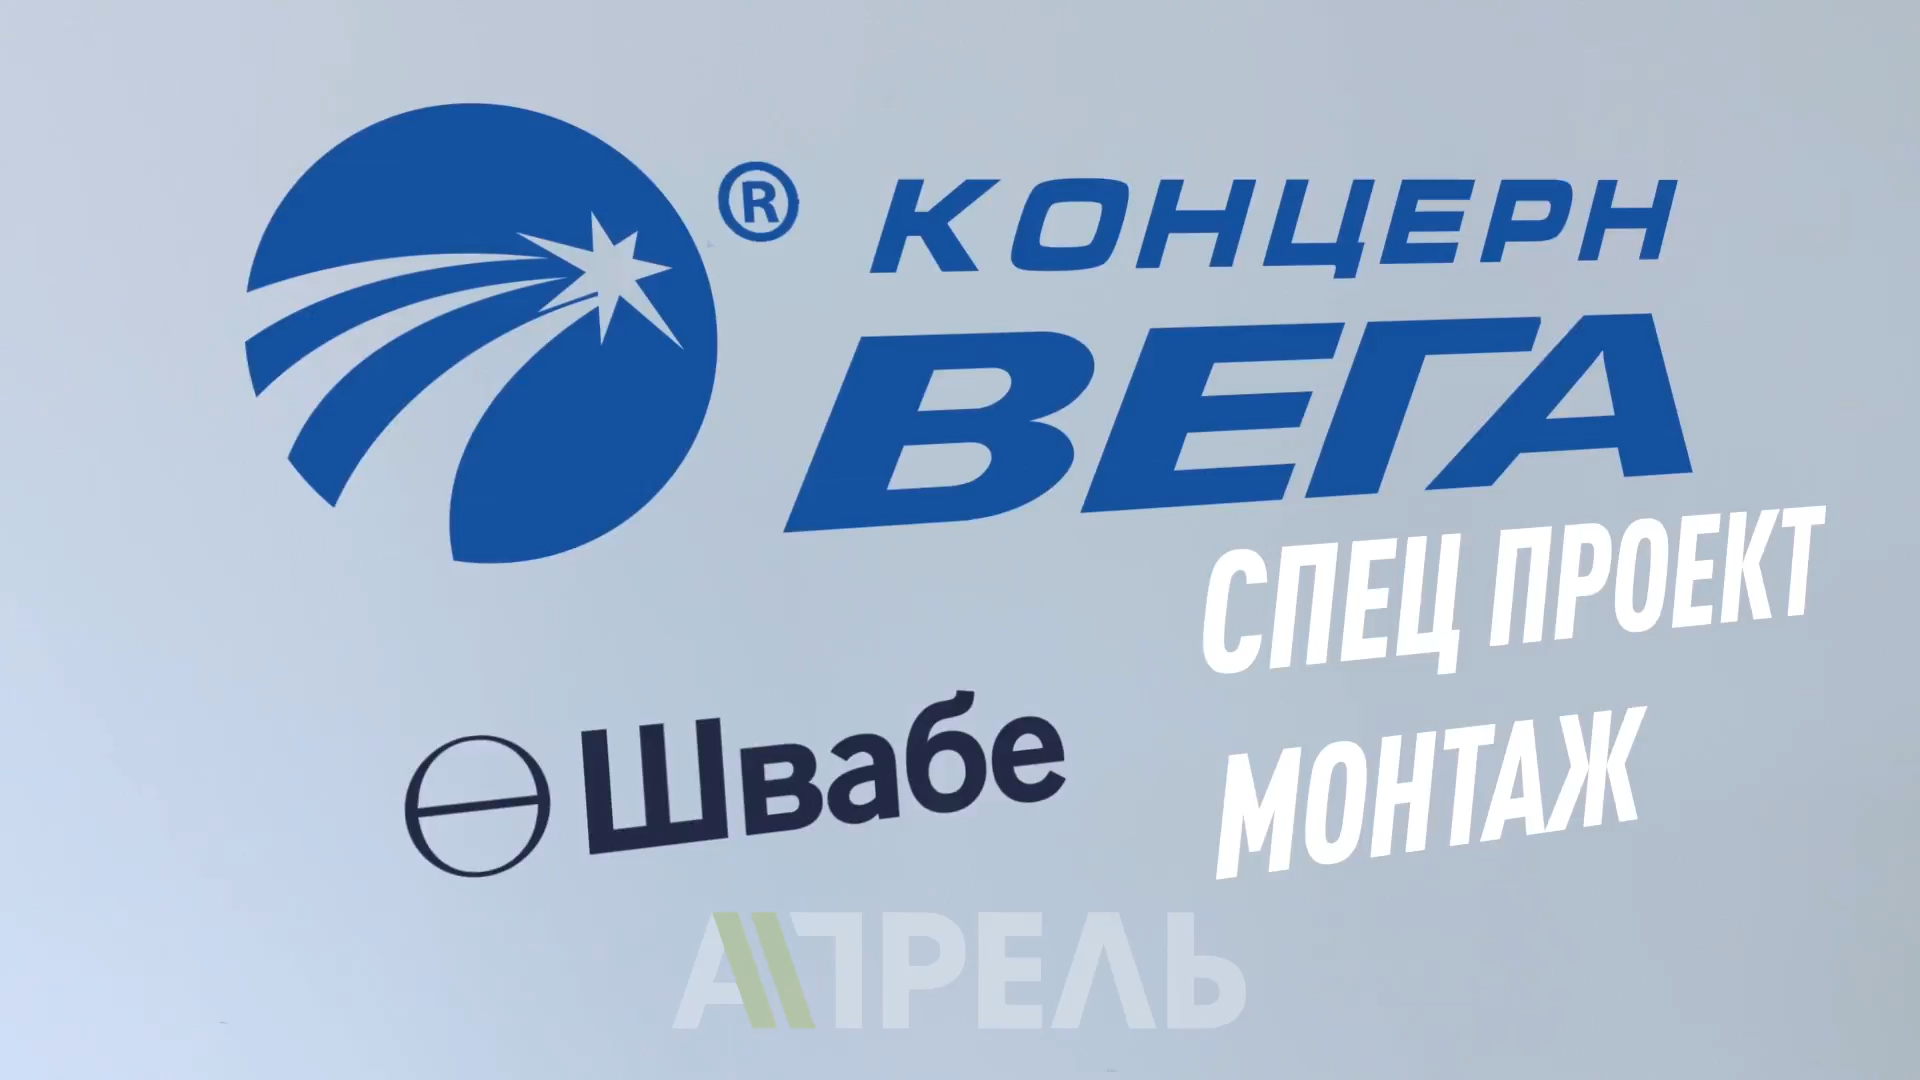 ®
КОНЦЕРН
ВЕГА
СПЕЦ ПРОЕКТ
Швабе
МОНТАЖ
АПРЕЛЬ